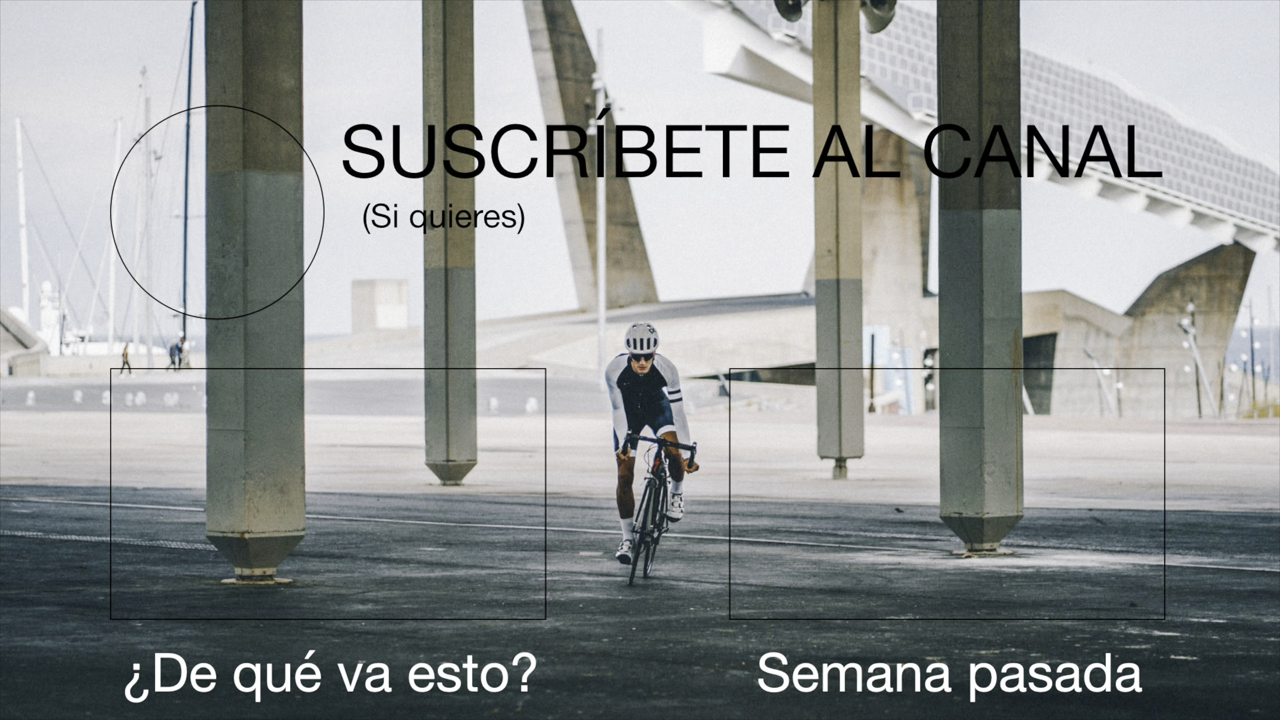 SUSCRÍBETE AL CANAL
(Si quieres)
¿De qué va esto?
Semana pasada